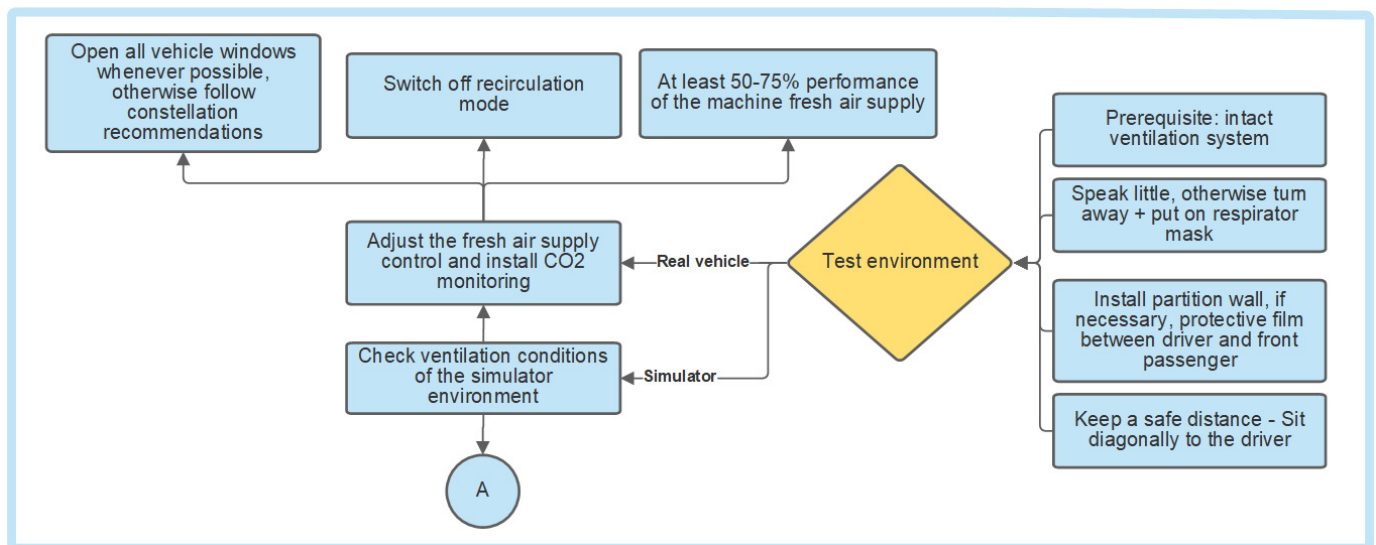 Open all vehicle windows
whenever possible,
otherwise follow
constellation
recommendations
Switch off recirculation
mode
At least 50-75% performance
of the machine fresh air supply
Prerequisite: intact
ventilation system
Speak little, otherwise turn
away + put on respirator
mask
Adjust the fresh air supply
control and install CO2
monitoring
Real vehicle
Test environment
Install partition wall, if
necessary, protective film
between driver and front
passenger
Check ventilation conditions
of the simulator
environment
Simulator
Keep a safe distance - Sit
diagonally to the driver
A